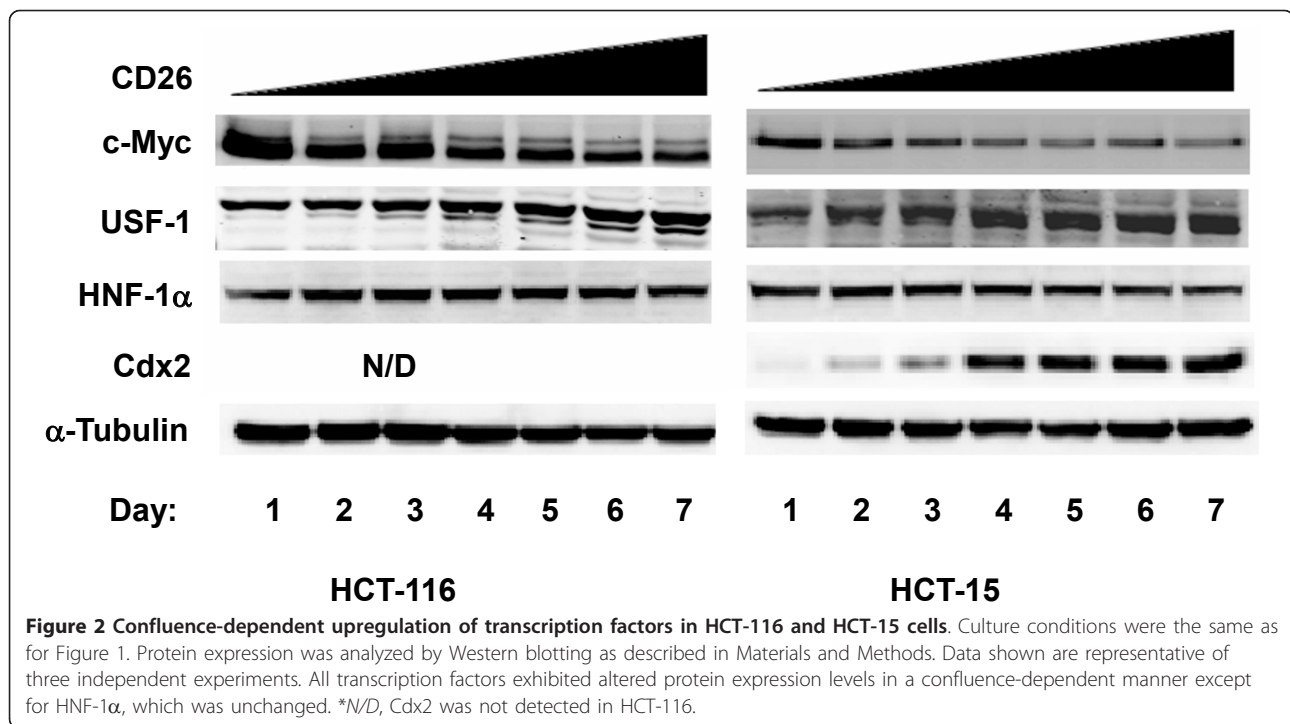 CD26
c-Myc
USF-1
HNF-1α
Cdx2 N/D
α-Tubulin
Day: 1 2 3 4 5 6 7 1 2 3 4 5 6 7
HCT-116 HCT-15
Figure 2 Confluence-dependent upregulation of transcription factors in HCT-116 and HCT-15 cells. Culture conditions were the same as
for Figure 1. Protein expression was analyzed by Western blotting as described in Materials and Methods. Data shown are representative of
three independent experiments. All transcription factors exhibited altered protein expression levels in a confluence-dependent manner except
for HNF-1α, which was unchanged. *N/D, Cdx2 was not detected in HCT-116.